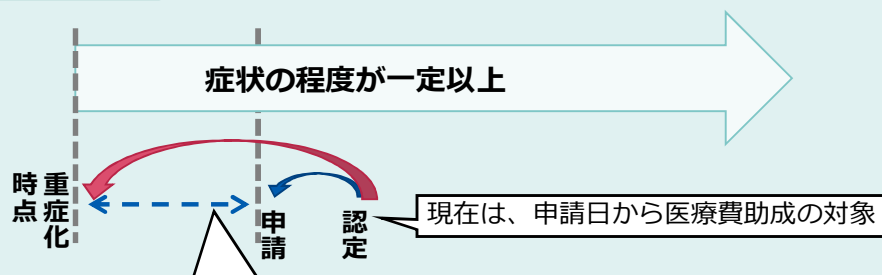 症状の程度が一定以上
重症化
時点
申請
認定
現在は、申請日から医療費助成の対象